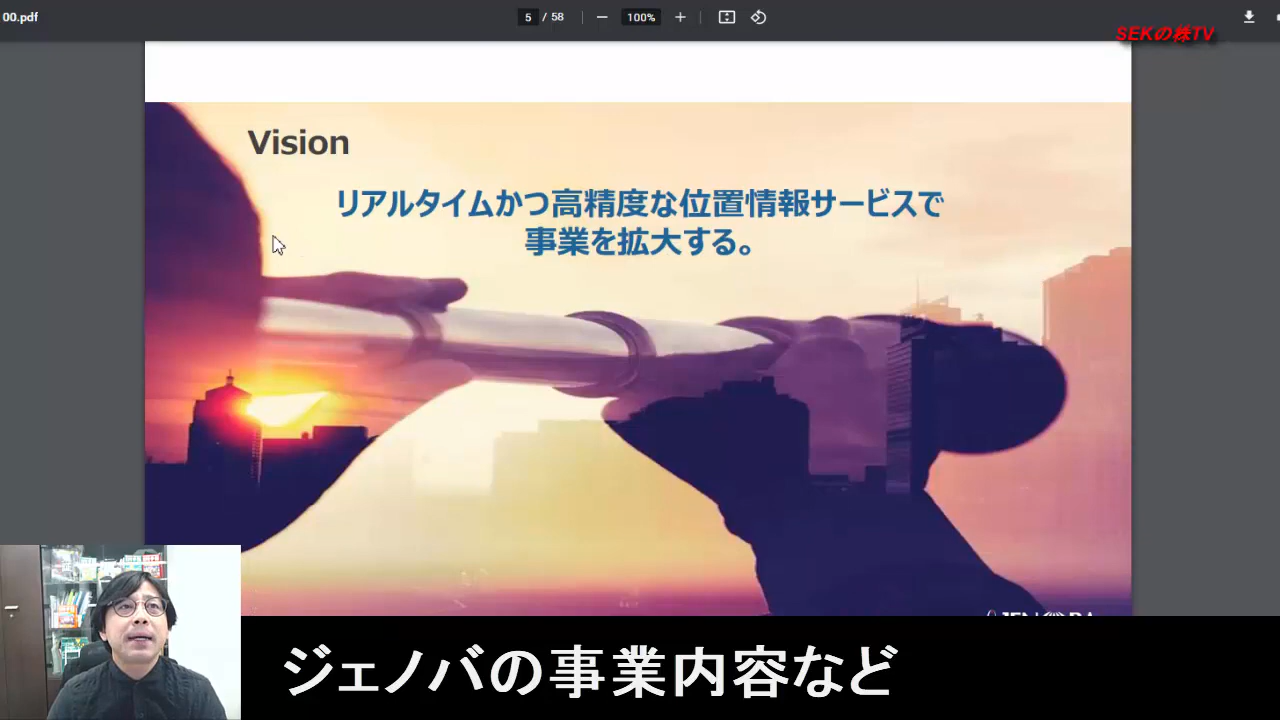 00.pdf
5 / 58
100%
SEKの株TV
Vision
リアルタイムかつ高精度な位置情報サービスで
事業を拡大する。
ジェノバの事業内容など